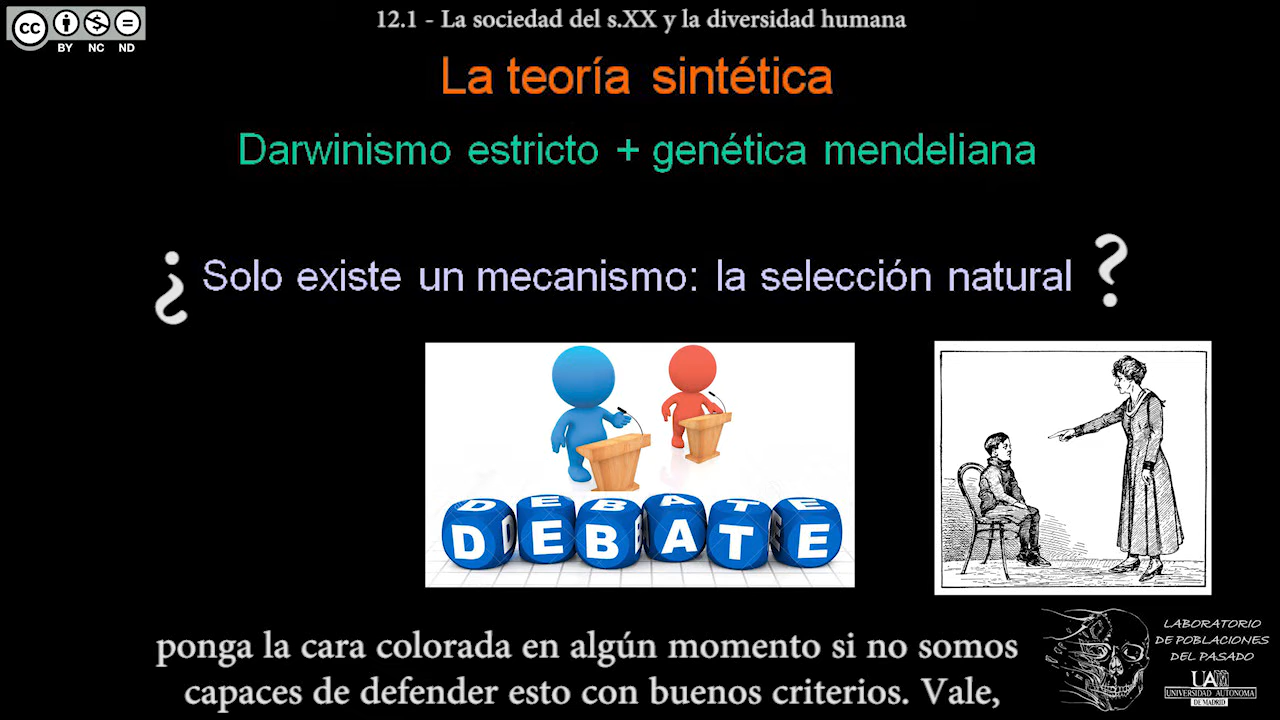 cc
BY NC ND
12.1 - La sociedad del s.XX y la diversidad humana
La teoría sintética
Darwinismo estricto + genética mendeliana
¿Solo existe un mecanismo: la selección natural?
DEBATE
DEBATE
ponga la cara colorada en algún momento si no somos
capaces de defender esto con buenos criterios. Vale,
LABORATORIO
DE POBLACIONES
DEL PASADO
UAM
UNIVERSIDAD AUTONOMA
DE MADRID